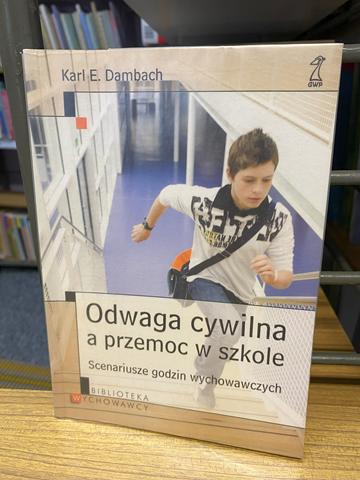 Karl E. Dambach
GWP
Odwaga cywilna
a przemoc w szkole
Scenariusze godzin wychowawczych
BIBLIOTEKA
WYCHOWAWCY